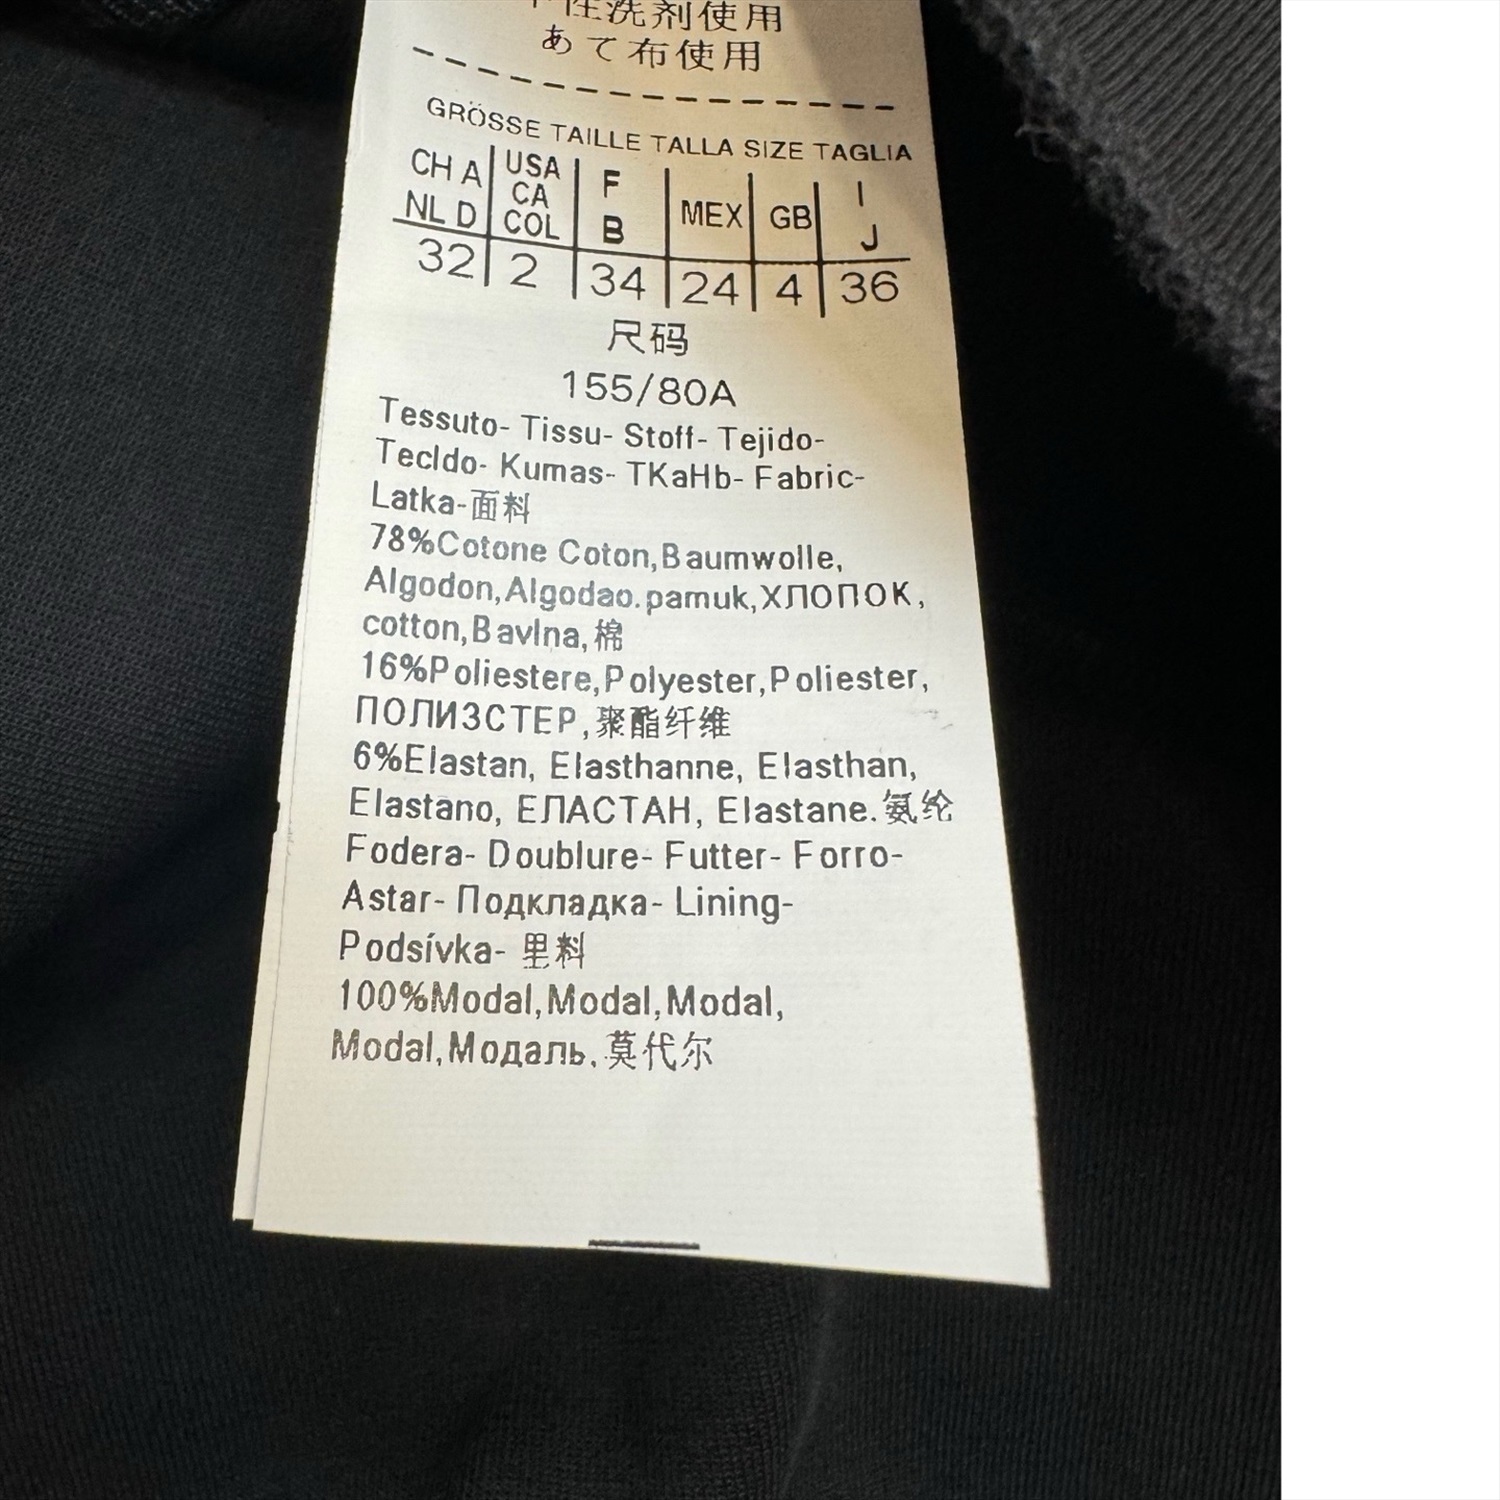 性洗剤使用
あて布使用
GRÖSSE TAILLE TALLA SIZE TAGLIA
CH A NL D | USA CA COL | F B | MEX | GB | I J
32 | 2 | 34 | 24 | 4 | 36
尺码
155/80A
Tessuto- Tissu- Stoff- Tejido-
Tecldo- Kumas- TKaHb- Fabric-
Latka-面料
78%Cotone Coton,Baumwolle,
Algodon,Algodao.pamuk,ХЛОПОК,
cotton,Bavlna,棉
16%Poliestere,Polyester,Poliester,
ПОЛИЗСТЕР,聚酯纤维
6%Elastan, Elasthanne, Elasthan,
Elastano, ЕЛАСТАН, Elastane.氨纶
Fodera- Doublure- Futter- Forro-
Astar- Подкладка- Lining-
Podsívka- 里料
100%Modal,Modal,Modal,
Modal,Модаль,莫代尔